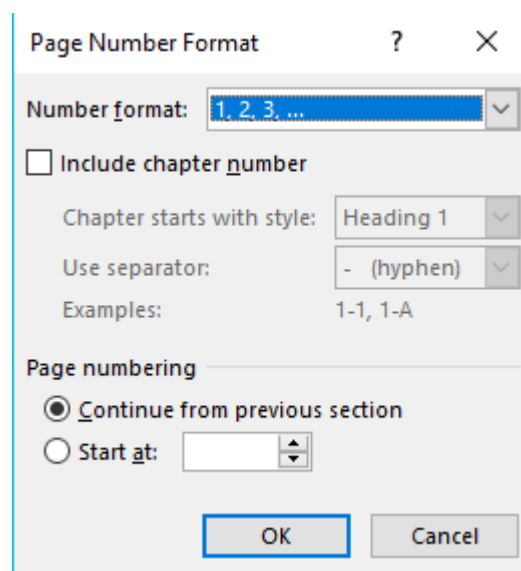 Page Number Format ? ×
Number format: 1, 2, 3, ...
Include chapter number
Chapter starts with style: Heading 1
Use separator: - (hyphen)
Examples: 1-1, 1-A
Page numbering
Continue from previous section
Start at:
OK Cancel